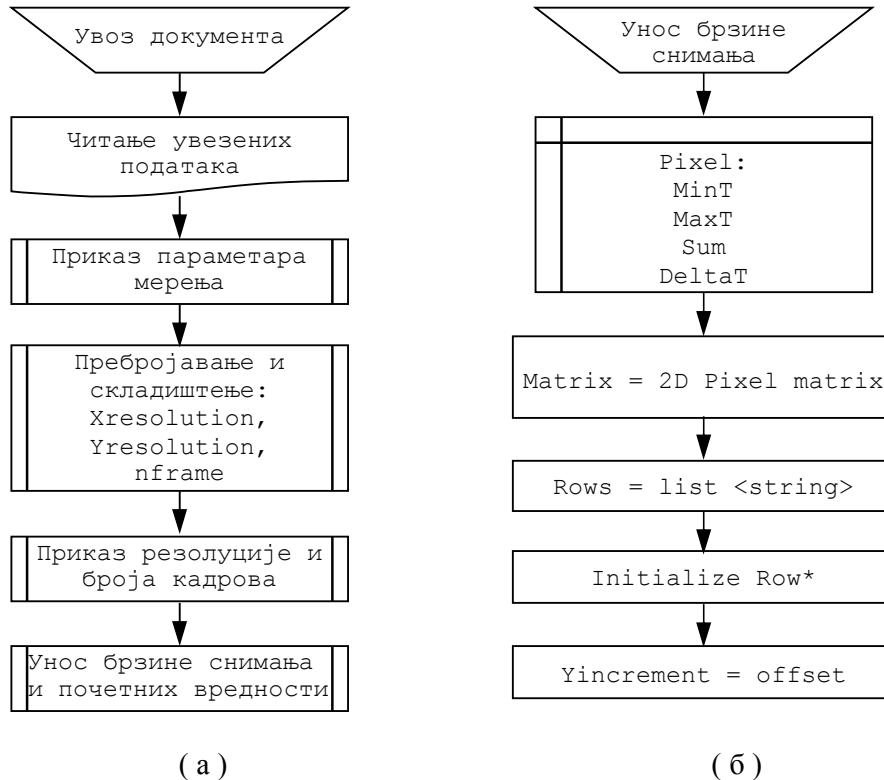 Увоз документа
Читање увезених
података
Приказ параметара
мерења
Пребројавање и
складиштење:
Xresolution,
Yresolution,
nframe
Приказ резолуције и
броја кадрова
Унос брзине снимања
и почетних вредности
( а )
Унос брзине
снимања
Pixel:
MinT
MaxT
Sum
DeltaT
Matrix = 2D Pixel matrix
Rows = list <string>
Initialize Row*
Yincrement = offset
( б )